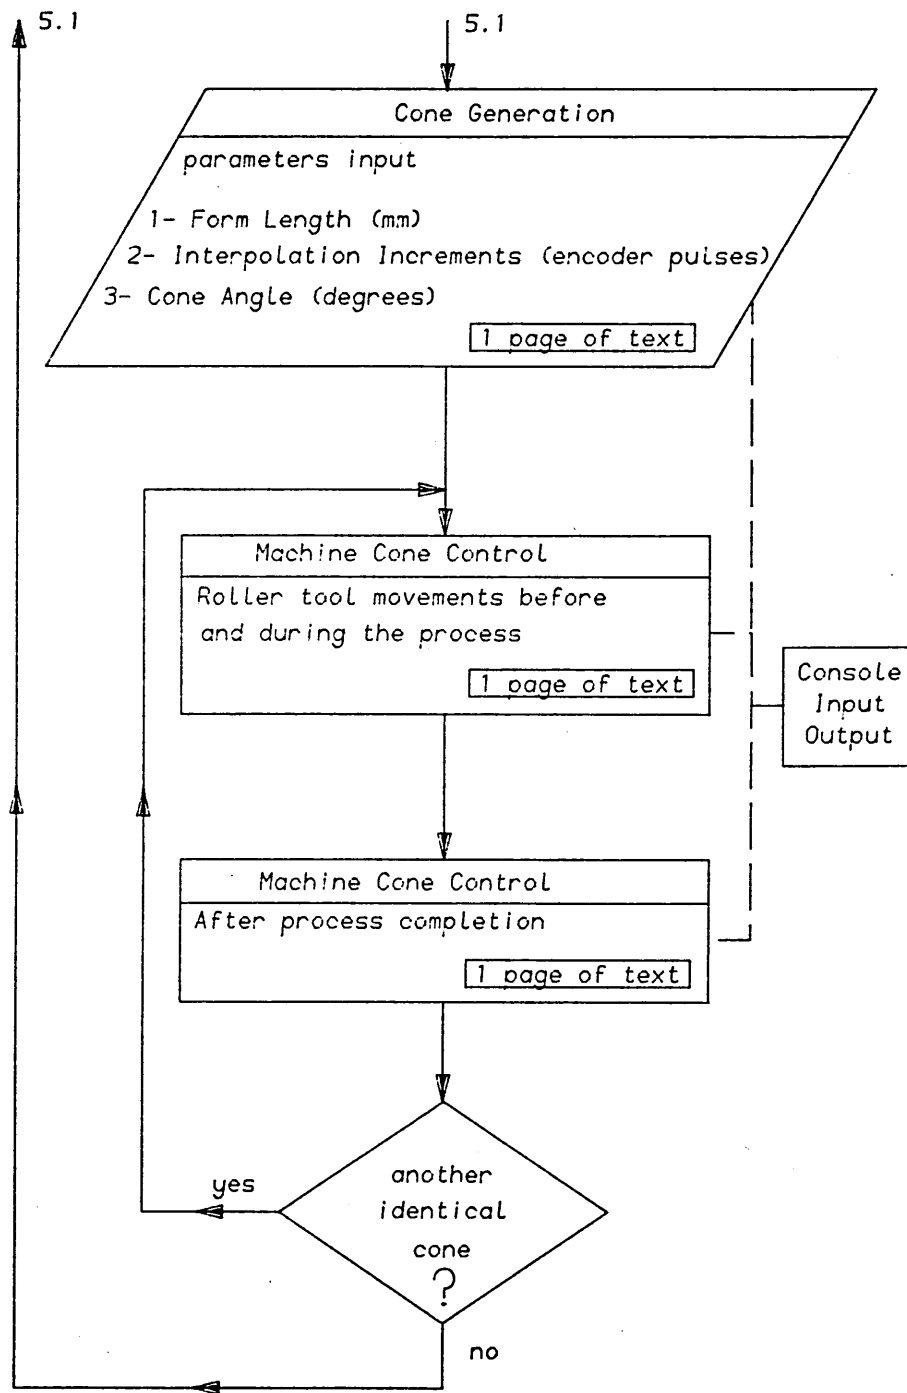 5.1
5.1
Cone Generation
parameters input
1- Form Length (mm)
2- Interpolation Increments (encoder pulses)
3- Cone Angle (degrees)
1 page of text
Machine Cone Control
Roller tool movements before
and during the process
1 page of text
Console
Input
Output
Machine Cone Control
After process completion
1 page of text
another
identical
cone
?
yes
no